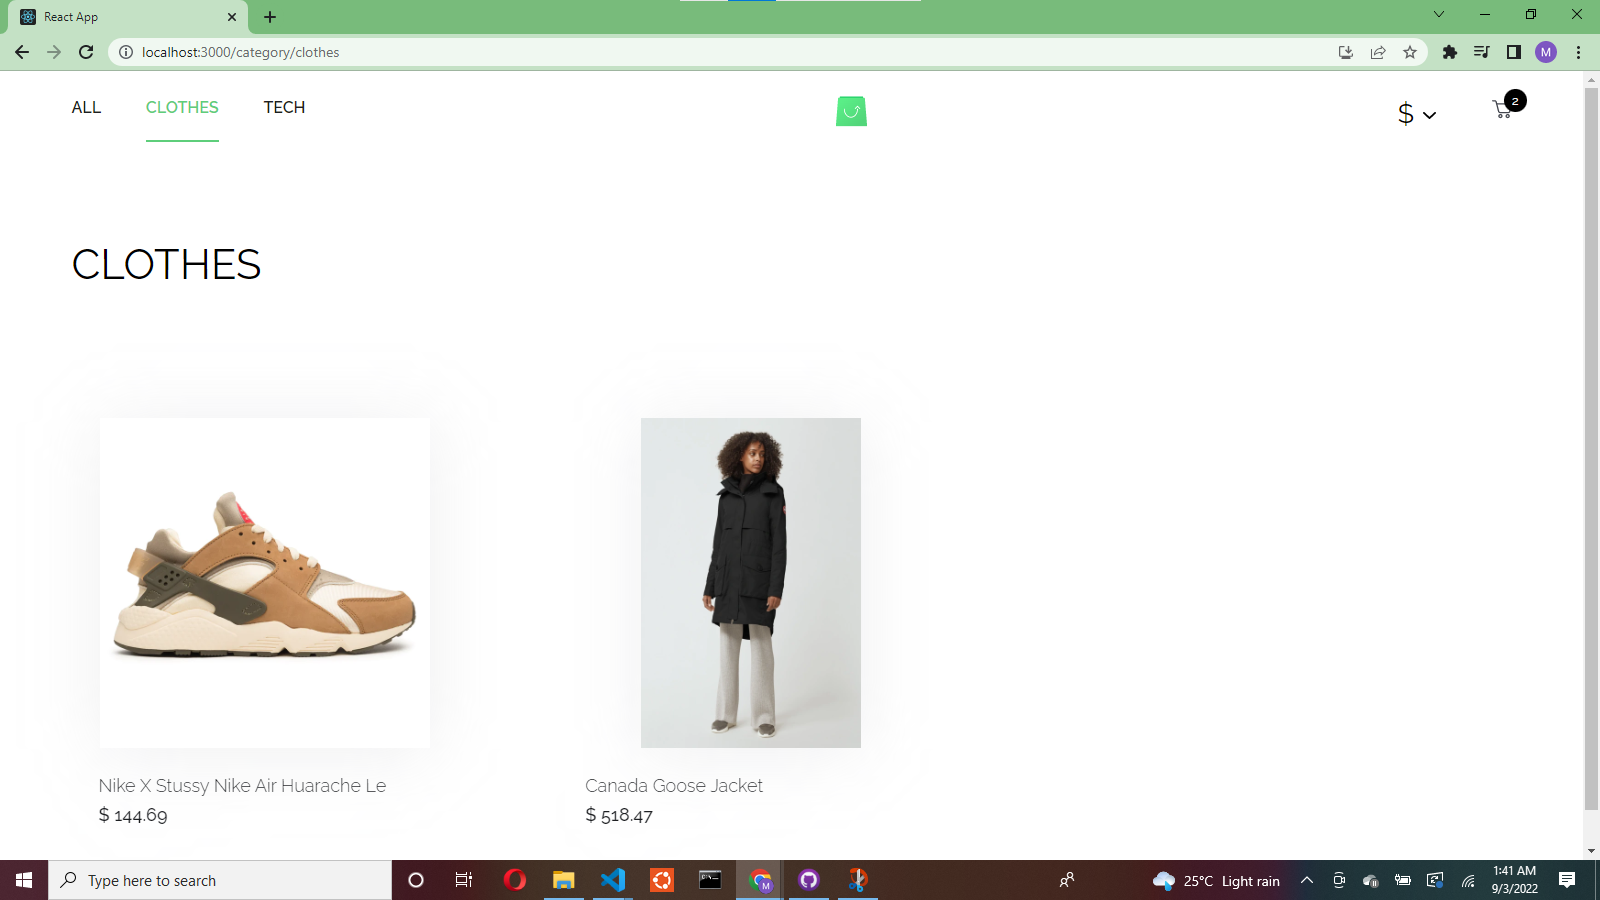 React App
localhost:3000/category/clothes
M
ALL CLOTHES TECH
$
2
CLOTHES
Nike X Stussy Nike Air Huarache Le
$ 144.69
Canada Goose Jacket
$ 518.47
Type here to search
M
25°C Light rain
1:41 AM
9/3/2022